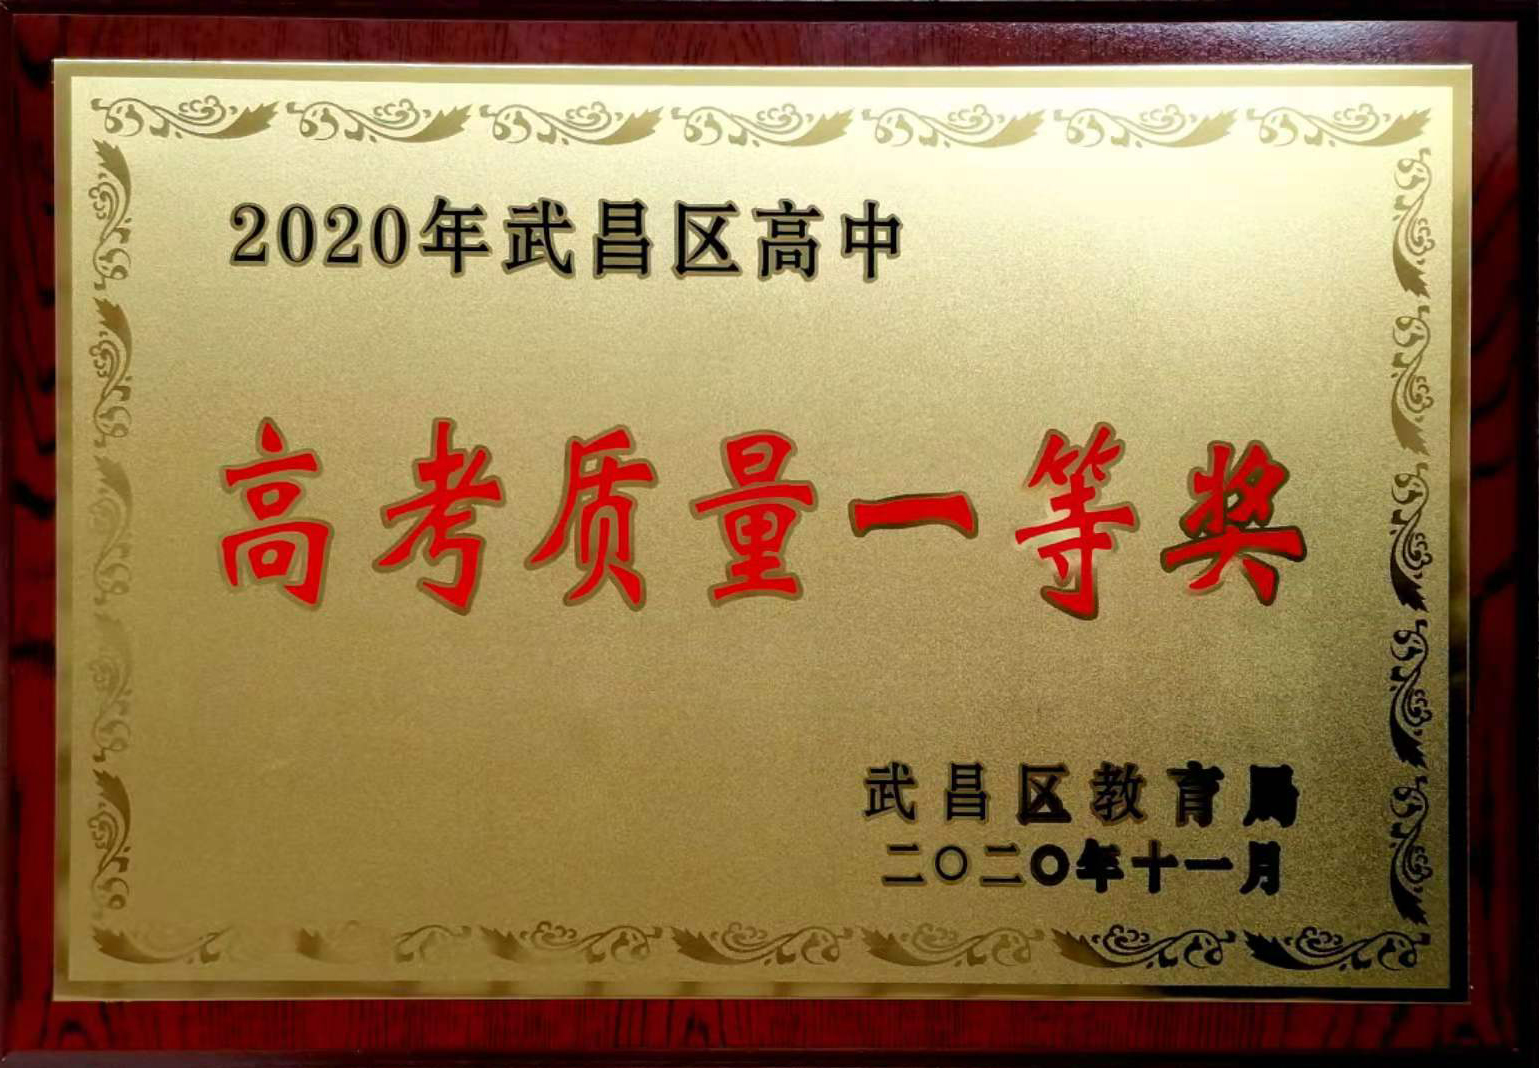 2020年武昌区高中
高考质量一等奖
武昌区教育局
二〇二〇年十一月